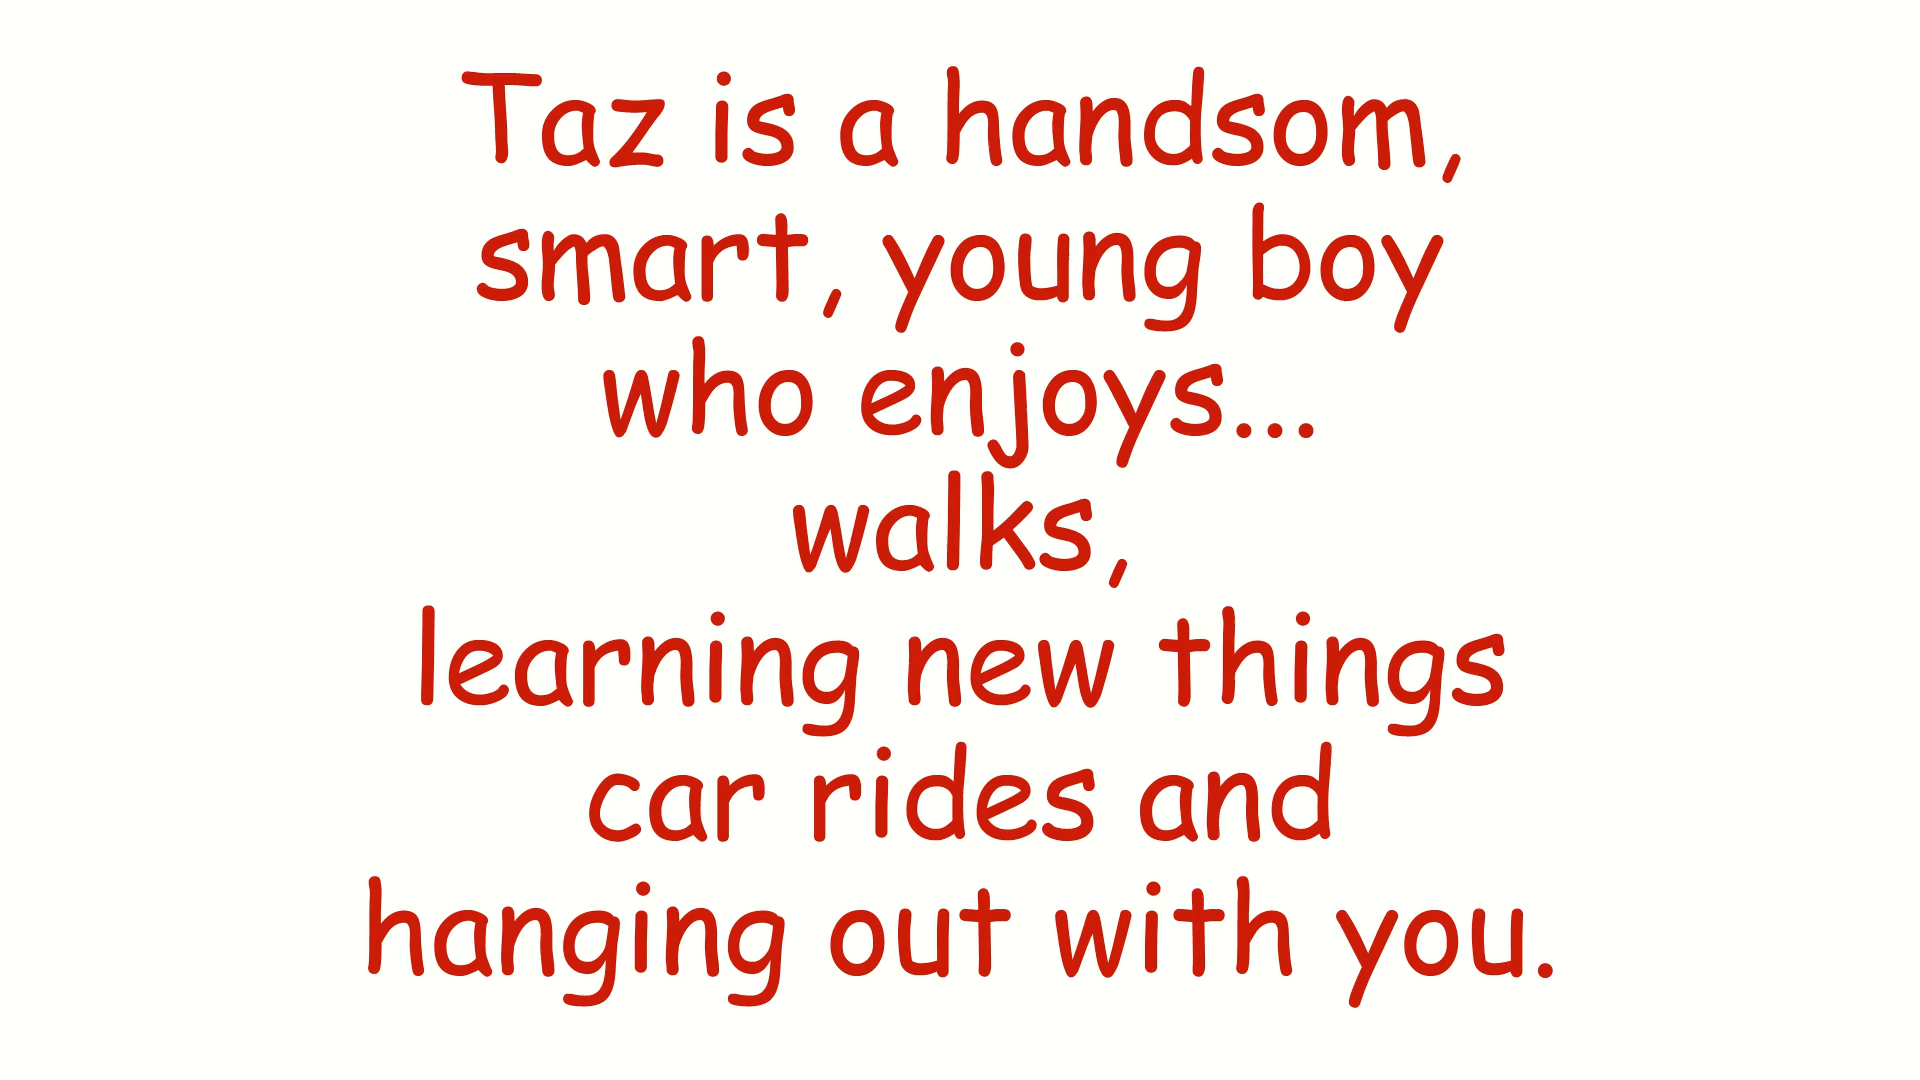 Taz is a handsom,
smart, young boy
who enjoys...
walks,
learning new things
car rides and
hanging out with you.